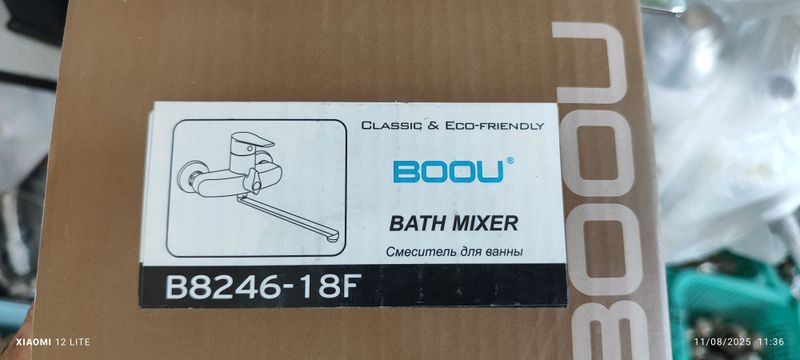 CLASSIC & ECO-FRIENDLY
BOOU®
BATH MIXER
Смеситель для ванны
B8246-18F
BOOU
XIAOMI 12 LITE
11/08/2025 11:36